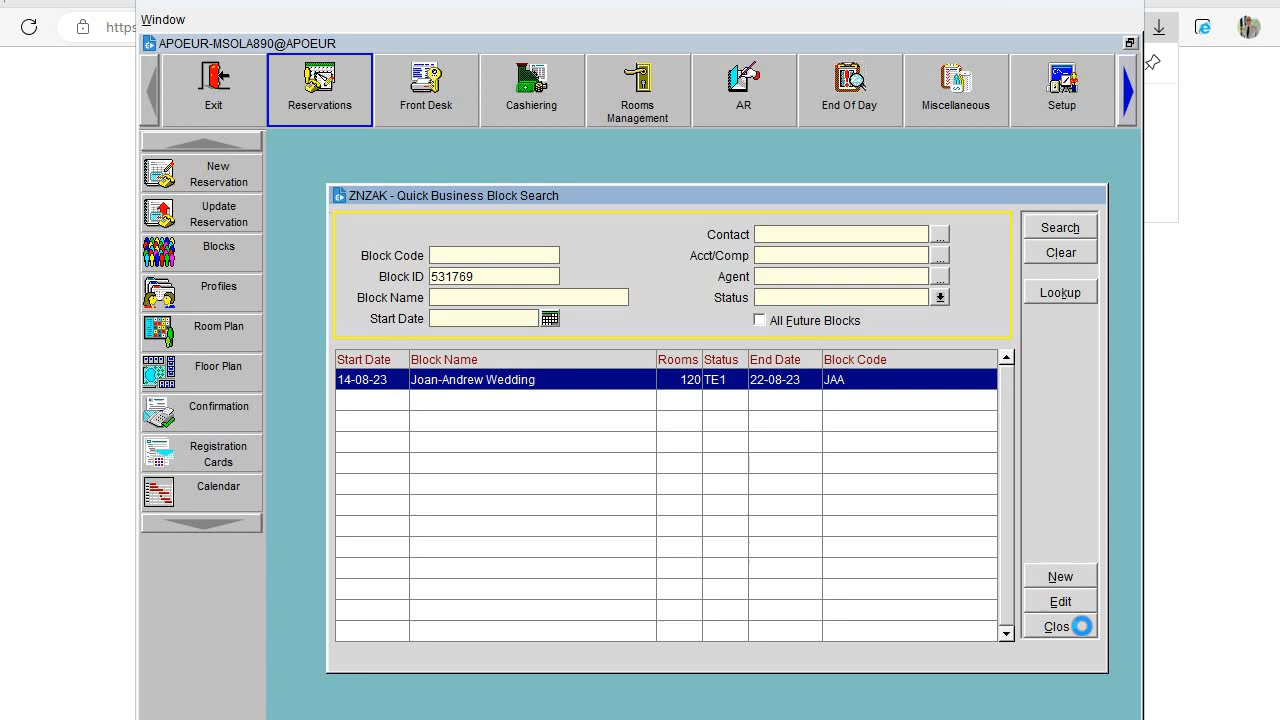 https
Window
APOEUR-MSOLA890@APOEUR
Exit
Reservations
Front Desk
Cashiering
Rooms
Management
AR
End Of Day
Miscellaneous
Setup
New
Reservation
Update
Reservation
Blocks
Profiles
Room Plan
Floor Plan
Confirmation
Registration
Cards
Calendar
ZNZAK - Quick Business Block Search
Block Code
Block ID 531769
Block Name
Start Date
Contact ...
Acct/Comp ...
Agent ...
Status
All Future Blocks
Search
Clear
Lookup
Start Date Block Name Rooms Status End Date Block Code
14-08-23 Joan-Andrew Wedding 120 TE1 22-08-23 JAA
New
Edit
Clos